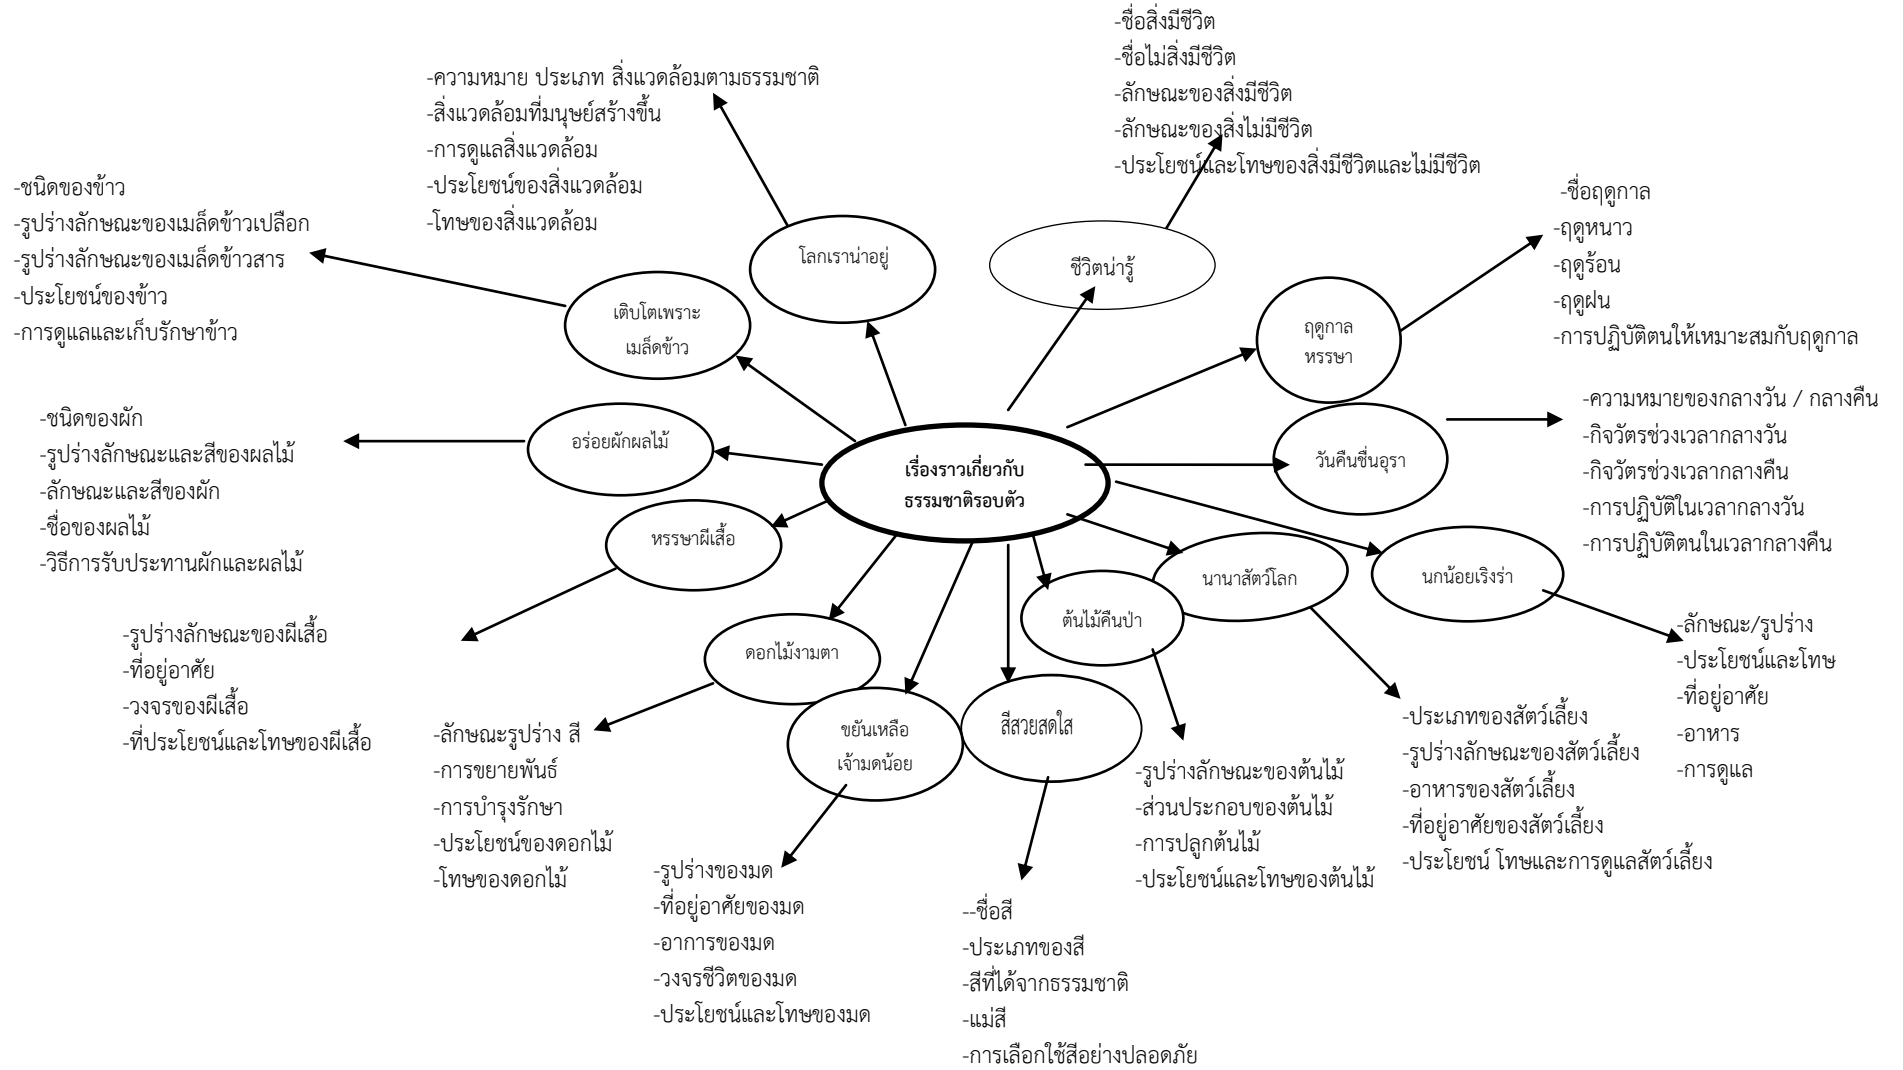 -ชื่อสิ่งมีชีวิต
-ชื่อไม่สิ่งมีชีวิต
-ลักษณะของสิ่งมีชีวิต
-ลักษณะของสิ่งไม่มีชีวิต
-ประโยชน์และโทษของสิ่งมีชีวิตและไม่มีชีวิต
-ความหมาย ประเภท สิ่งแวดล้อมตามธรรมชาติ
-สิ่งแวดล้อมที่มนุษย์สร้างขึ้น
-การดูแลสิ่งแวดล้อม
-ประโยชน์ของสิ่งแวดล้อม
-โทษของสิ่งแวดล้อม
-ชนิดของข้าว
-รูปร่างลักษณะของเมล็ดข้าวเปลือก
-รูปร่างลักษณะของเมล็ดข้าวสาร
-ประโยชน์ของข้าว
-การดูแลและเก็บรักษาข้าว
-ชื่อฤดูกาล
-ฤดูหนาว
-ฤดูร้อน
-ฤดูฝน
-การปฏิบัติตนให้เหมาะสมกับฤดูกาล
โลกเราน่าอยู่
ชีวิตน่ารู้
เติบโตเพราะ
เมล็ดข้าว
ฤดูกาล
หรรษา
-ชนิดของผัก
-รูปร่างลักษณะและสีของผลไม้
-ลักษณะและสีของผัก
-ชื่อของผลไม้
-วิธีการรับประทานผักและผลไม้
อร่อยผักผลไม้
เรื่องราวเกี่ยวกับ
ธรรมชาติรอบตัว
วันคืนชื่นอุรา
-ความหมายของกลางวัน / กลางคืน
-กิจวัตรช่วงเวลากลางวัน
-กิจวัตรช่วงเวลากลางคืน
-การปฏิบัติในเวลากลางวัน
-การปฏิบัติตนในเวลากลางคืน
หรรษาผีเสื้อ
นานาสัตว์โลก
นกน้อยเริงร่า
ต้นไม้คืนป่า
-รูปร่างลักษณะของผีเสื้อ
-ที่อยู่อาศัย
-วงจรของผีเสื้อ
-ที่ประโยชน์และโทษของผีเสื้อ
ดอกไม้งามตา
-ลักษณะ/รูปร่าง
-ประโยชน์และโทษ
-ที่อยู่อาศัย
-อาหาร
-การดูแล
ขยันเหลือ
เจ้ามดน้อย
สีสวยสดใส
-ลักษณะรูปร่าง สี
-การขยายพันธ์
-การบำรุงรักษา
-ประโยชน์ของดอกไม้
-โทษของดอกไม้
-ประเภทของสัตว์เลี้ยง
-รูปร่างลักษณะของสัตว์เลี้ยง
-อาหารของสัตว์เลี้ยง
-ที่อยู่อาศัยของสัตว์เลี้ยง
-ประโยชน์ โทษและการดูแลสัตว์เลี้ยง
-รูปร่างลักษณะของต้นไม้
-ส่วนประกอบของต้นไม้
-การปลูกต้นไม้
-ประโยชน์และโทษของต้นไม้
-รูปร่างของมด
-ที่อยู่อาศัยของมด
-อาการของมด
-วงจรชีวิตของมด
-ประโยชน์และโทษของมด
--ชื่อสี
-ประเภทของสี
-สีที่ได้จากธรรมชาติ
-แม่สี
-การเลือกใช้สีอย่างปลอดภัย